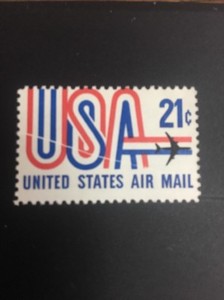 USA 21¢
UNITED STATES AIR MAIL